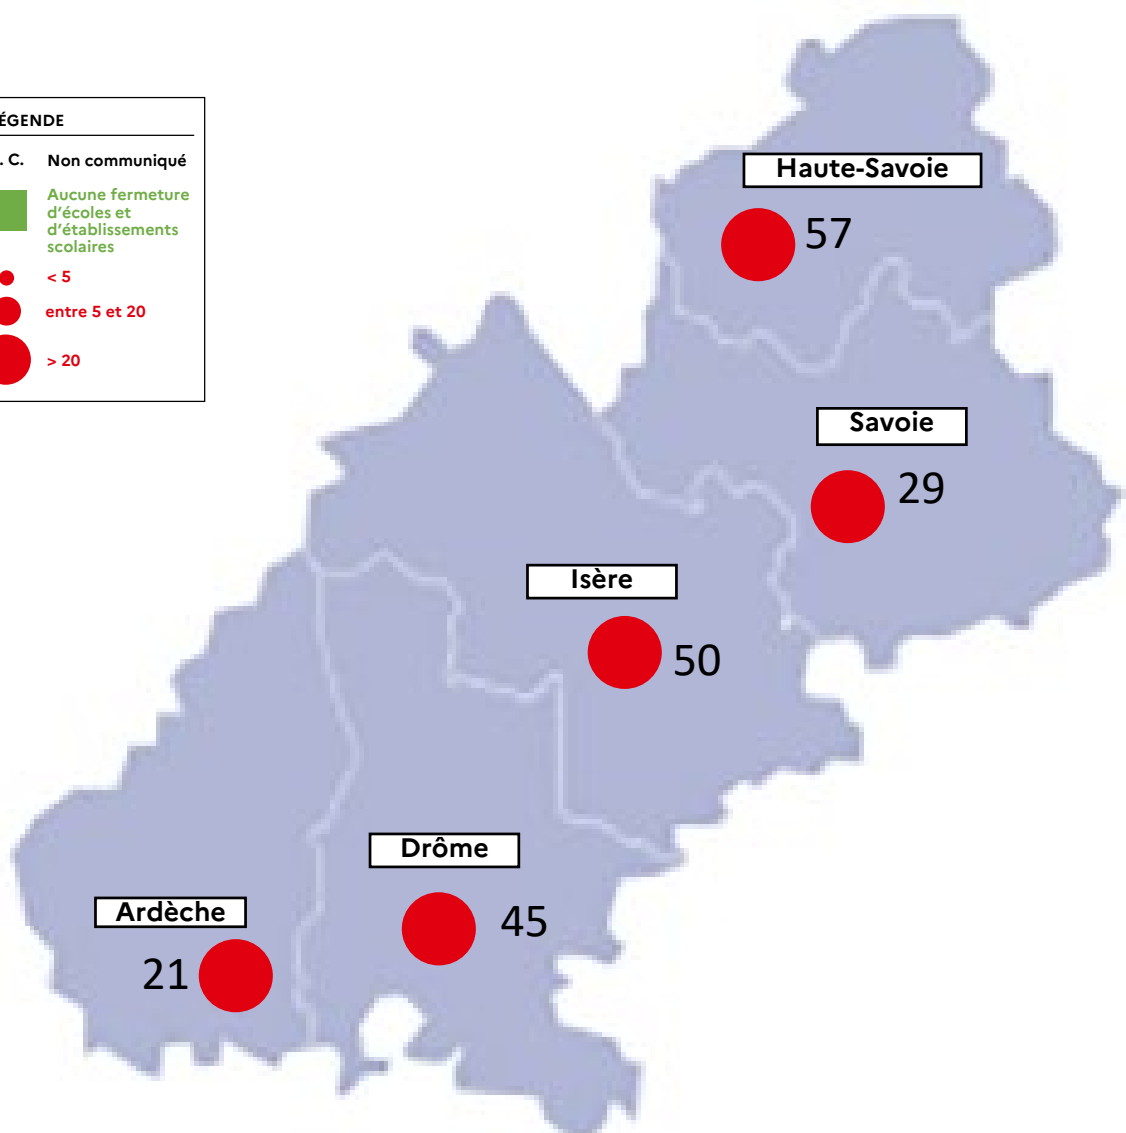 ÉGENDE
. C. Non communiqué
Aucune fermeture
d'écoles et
d'établissements
scolaires
< 5
entre 5 et 20
> 20
Haute-Savoie
57
Savoie
29
Isère
50
Drôme
45
Ardèche
21